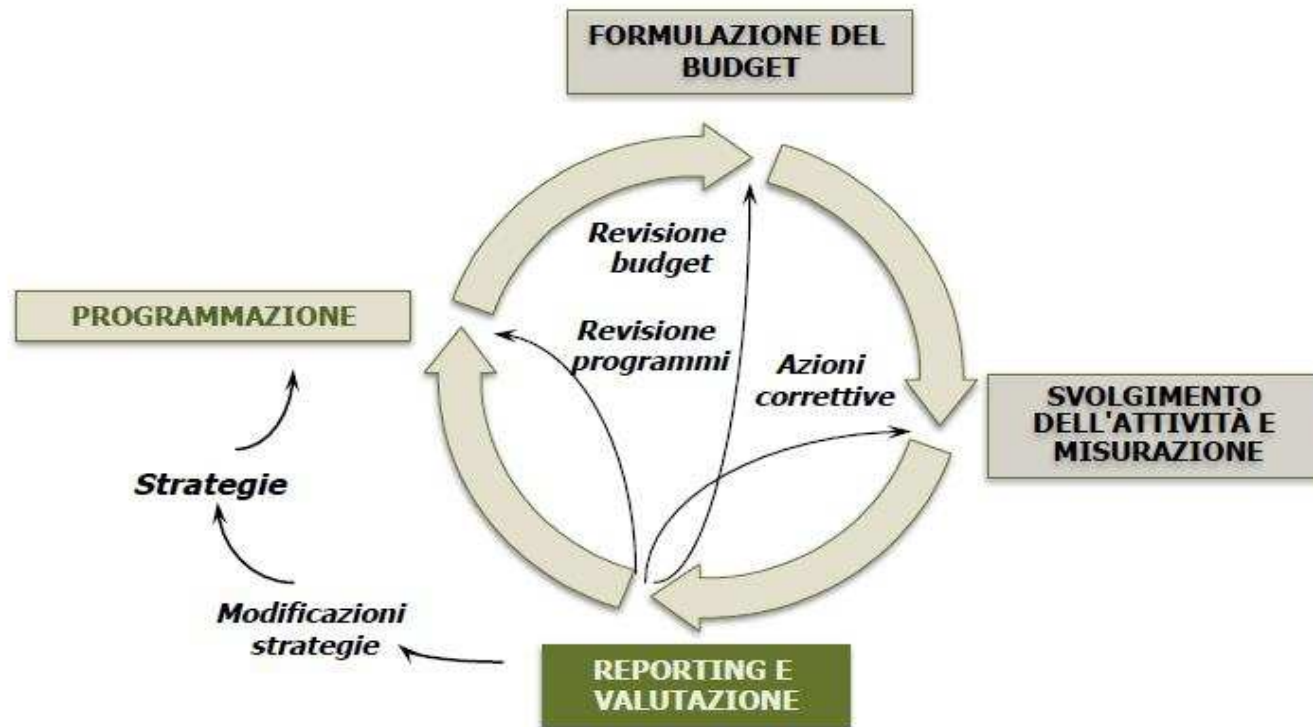 FORMULAZIONE DEL
BUDGET
Revisione
budget
PROGRAMMAZIONE
Revisione
programmi
Azioni
correttive
SVOLGIMENTO
DELL'ATTIVITÀ E
MISURAZIONE
Strategie
Modificazioni
strategie
REPORTING E
VALUTAZIONE